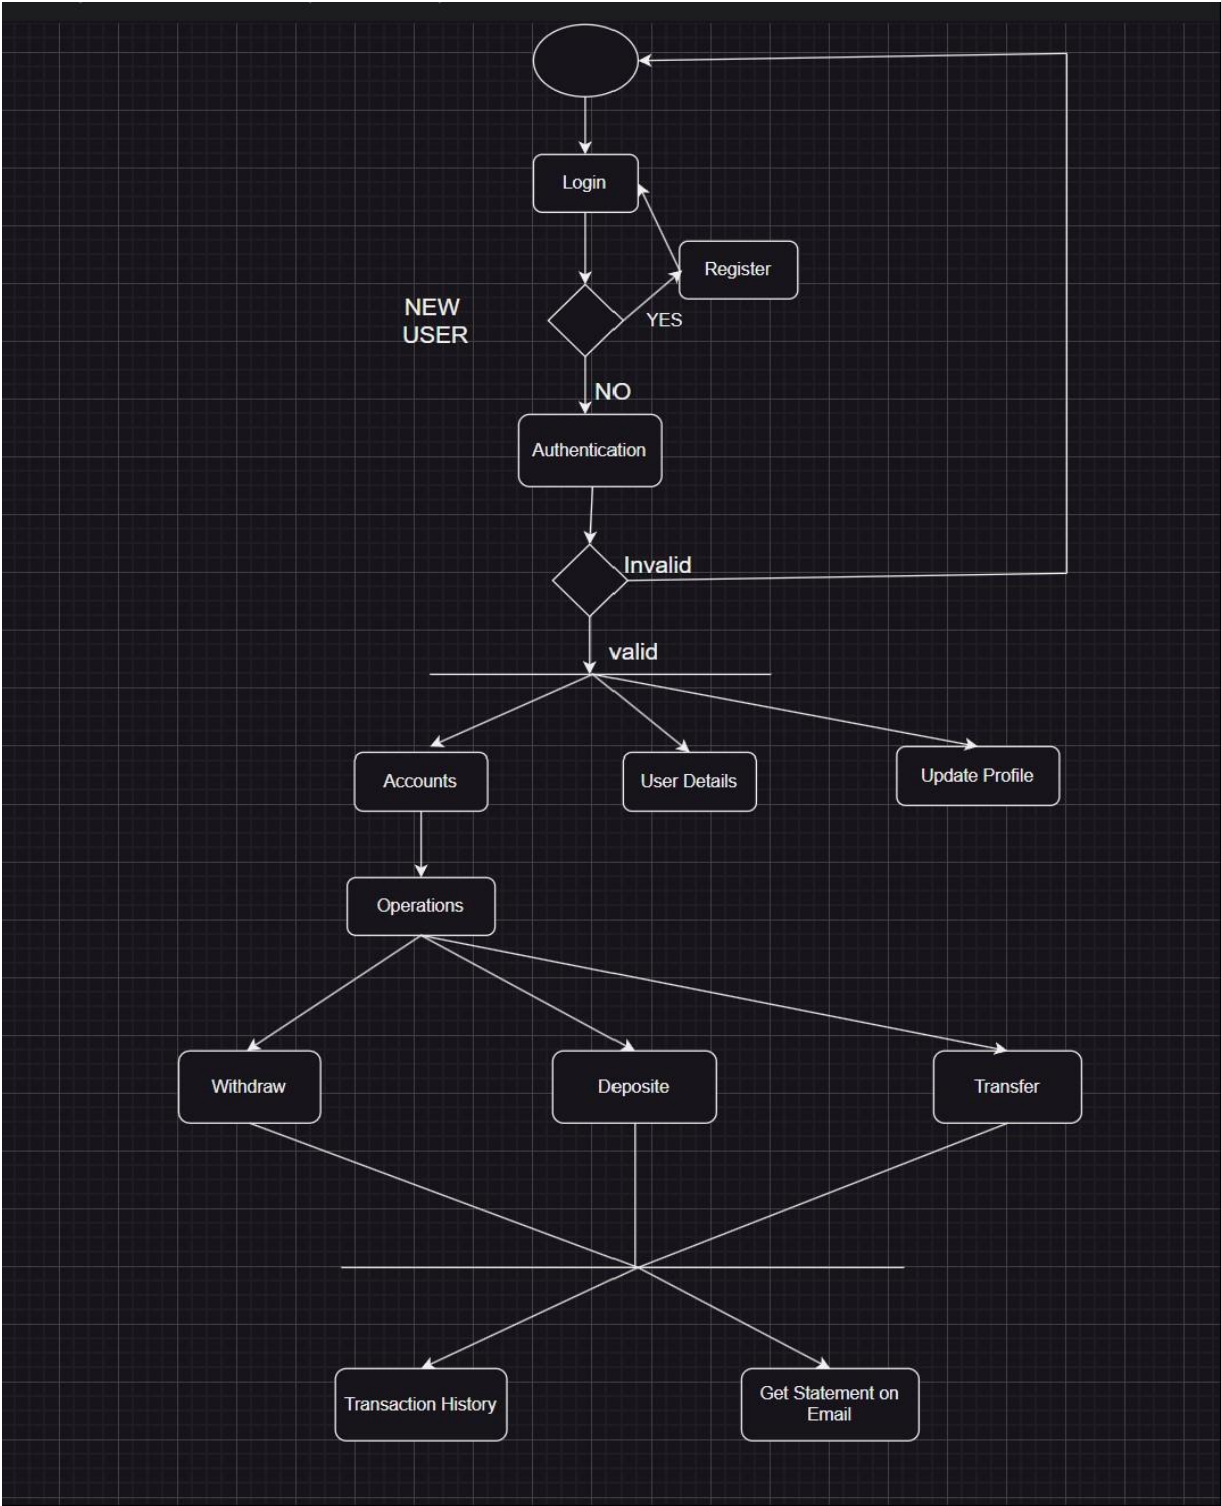 Login
Register
NEW
USER
YES
NO
Authentication
Invalid
valid
Accounts
User Details
Update Profile
Operations
Withdraw
Deposite
Transfer
Transaction History
Get Statement on
Email